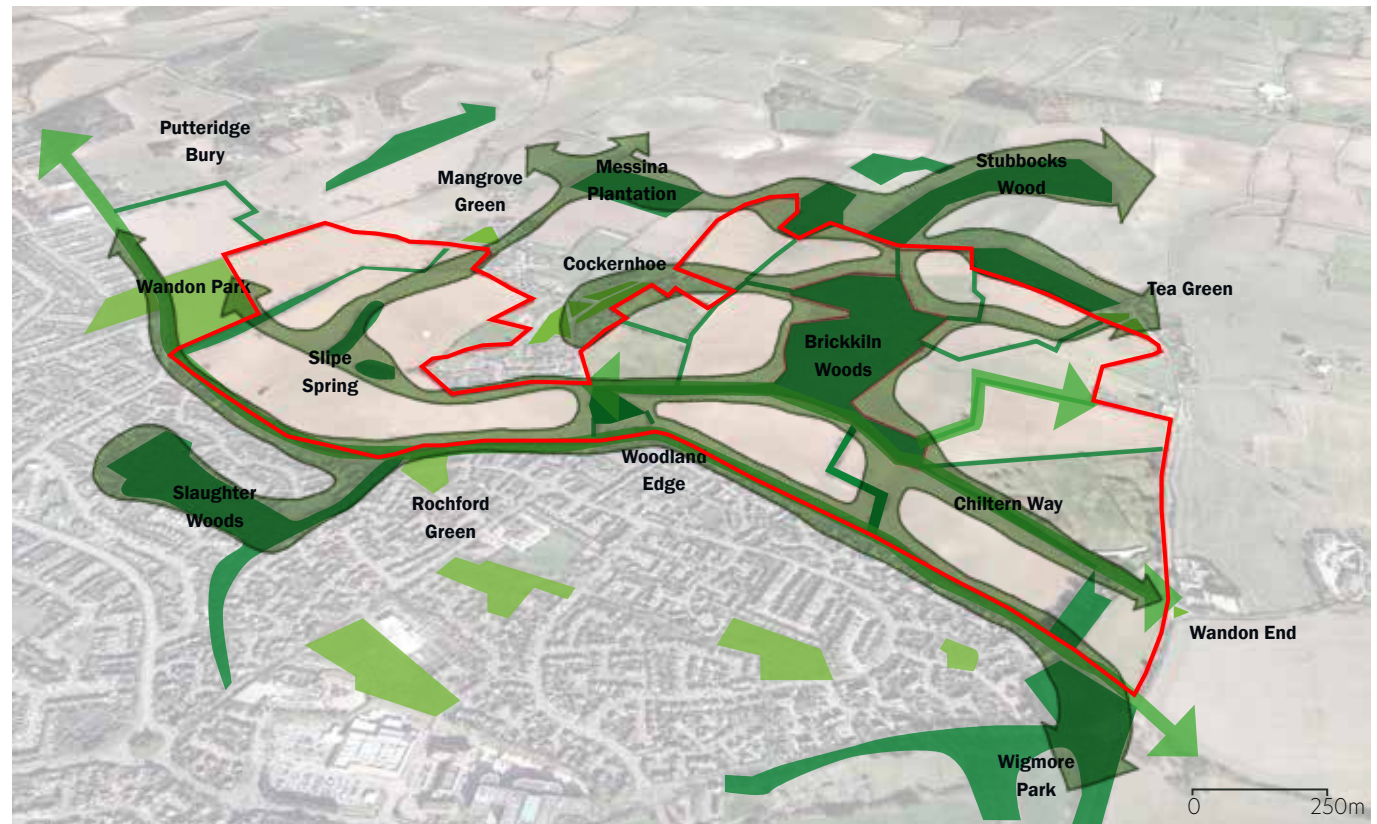 Putteridge
Bury
Mangrove
Green
Messina
Plantation
Stubbocks
Wood
Cockernhoe
Wandon Park
Tea Green
Slipe
Spring
Brickkiln
Woods
Woodland
Edge
Slaughter
Woods
Rochford
Green
Chiltern Way
Wandon End
Wigmore
Park
0 250m